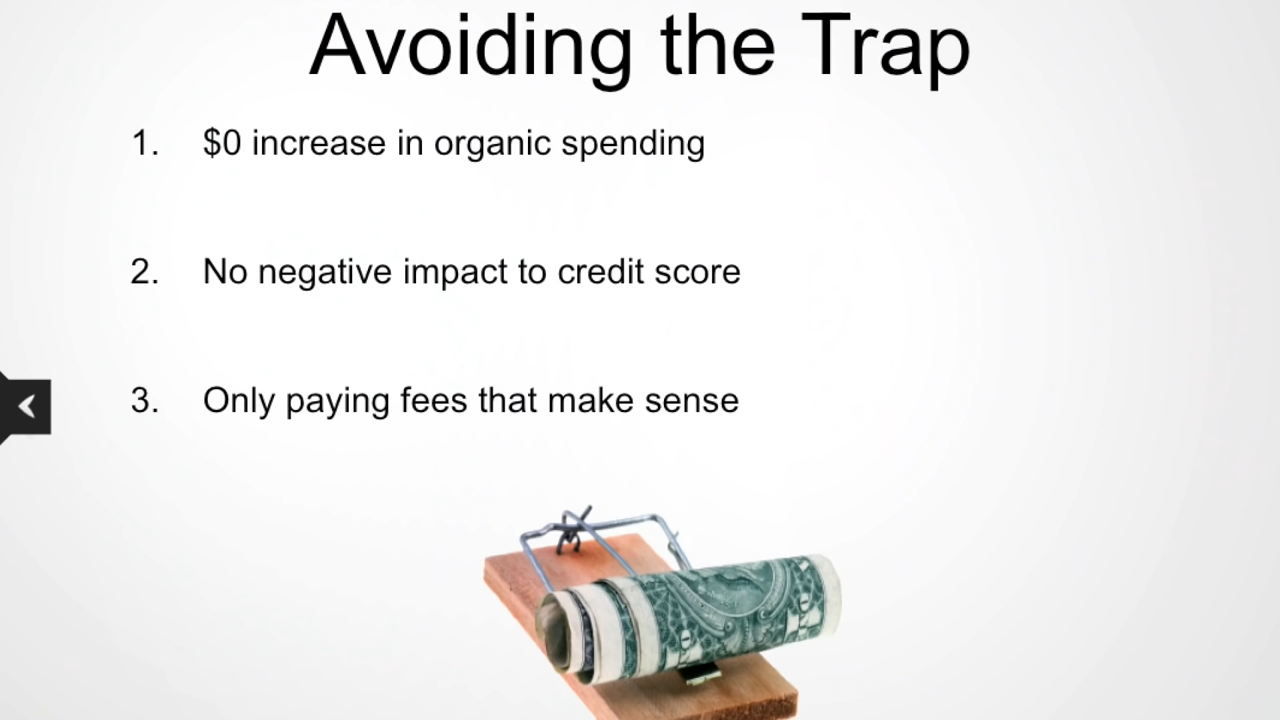 Avoiding the Trap
1. $0 increase in organic spending
2. No negative impact to credit score
3. Only paying fees that make sense